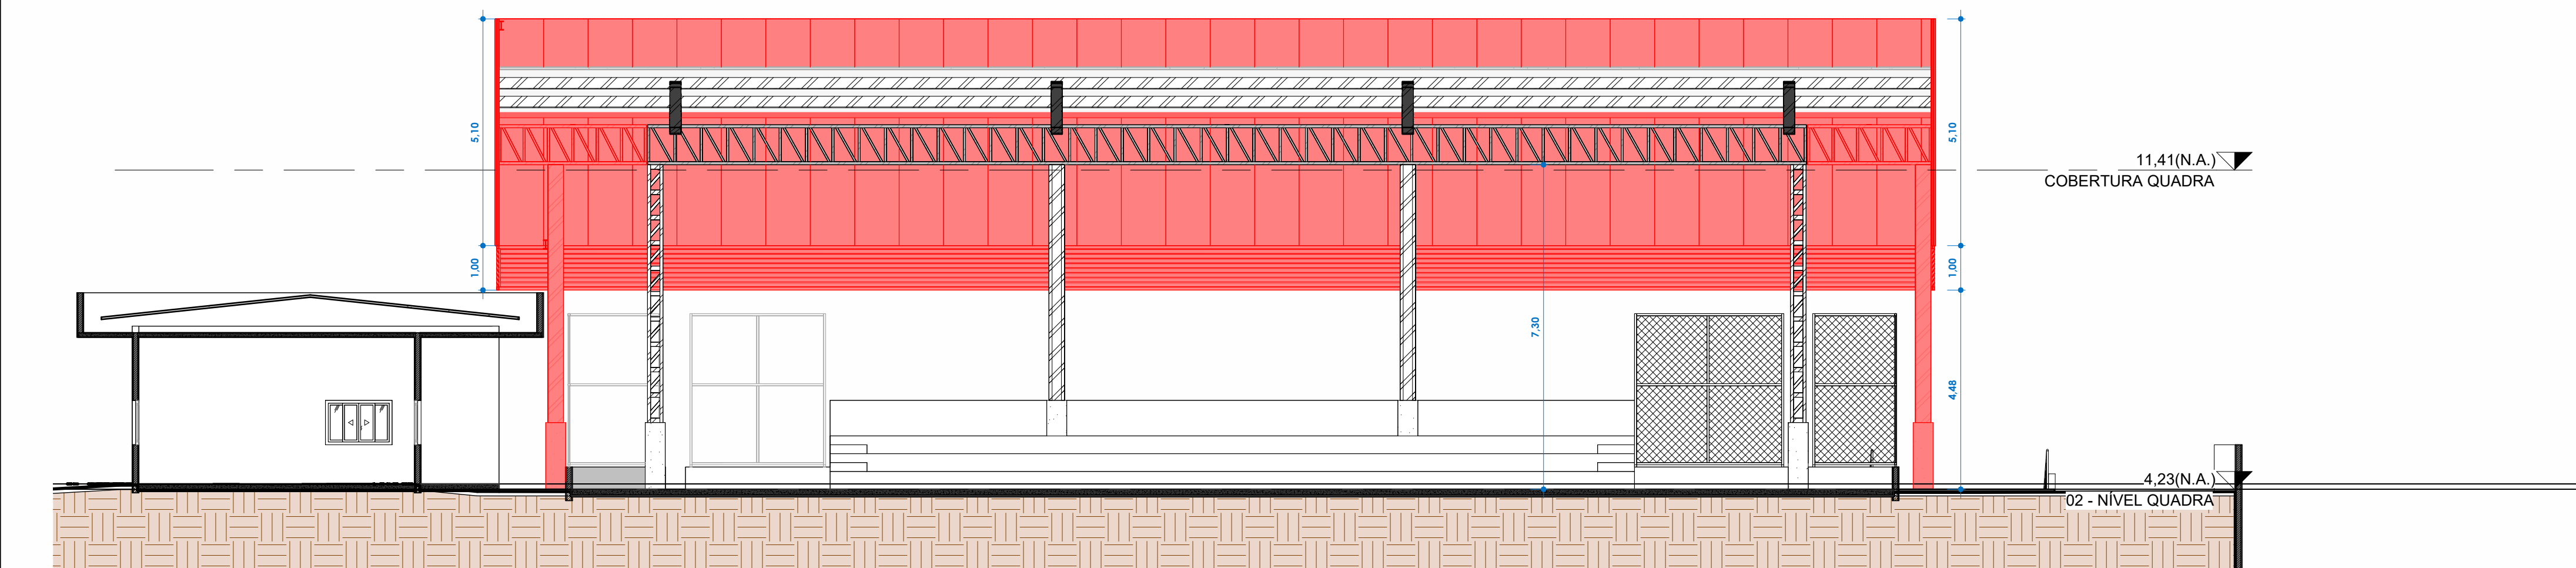 5,10
1,00
7,30
5,10
1,00
4,48
11,41(N.A.)
COBERTURA QUADRA
4,23(N.A.)
02 - NÍVEL QUADRA